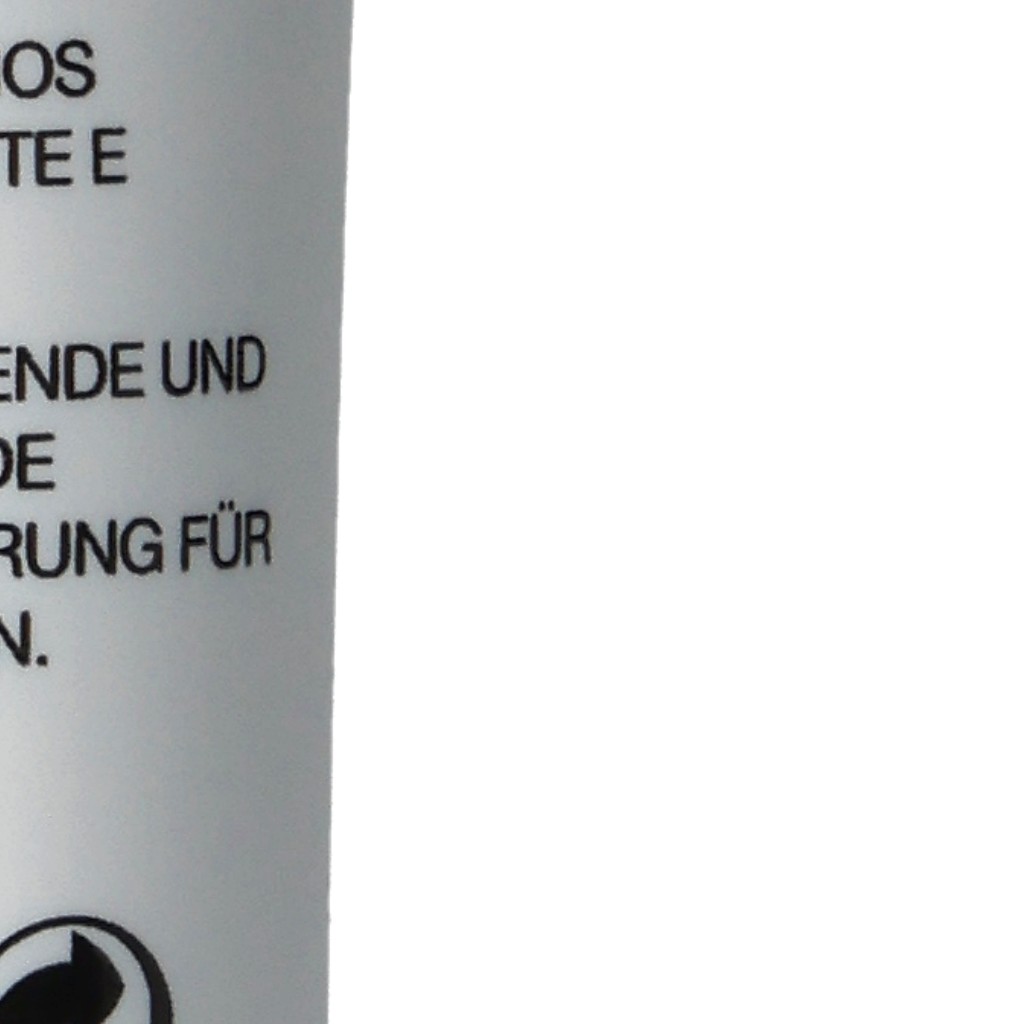 OS
TE E
ENDE UND
DE
RUNG FÜR
N.